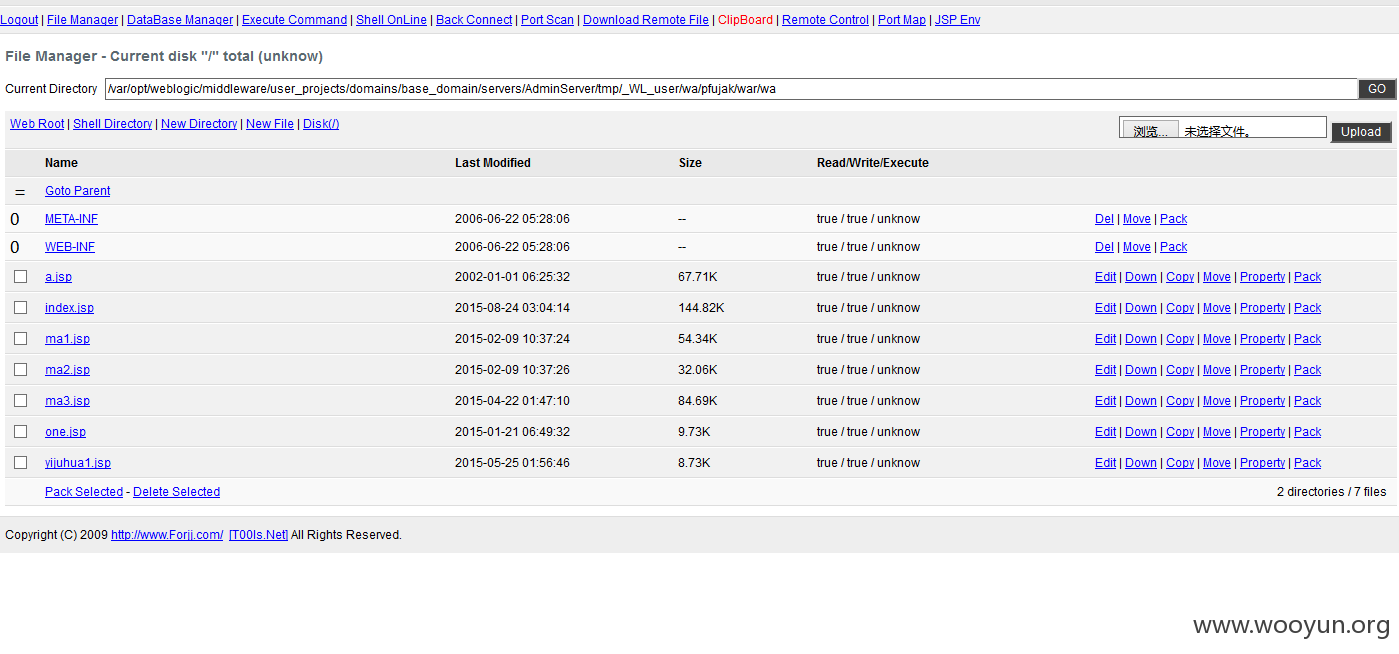 Logout | File Manager | DataBase Manager | Execute Command | Shell OnLine | Back Connect | Port Scan | Download Remote File | ClipBoard | Remote Control | Port Map | JSP Env
File Manager - Current disk "/" total (unknow)
Current Directory /var/opt/weblogic/middleware/user_projects/domains/base_domain/servers/AdminServer/tmp/_WL_user/wa/pfujak/war/wa GO
Web Root | Shell Directory | New Directory | New File | Disk(/) 浏览... 未选择文件。 Upload
Name Last Modified Size Read/Write/Execute
= Goto Parent
0 META-INF 2006-06-22 05:28:06 -- true / true / unknow Del | Move | Pack
0 WEB-INF 2006-06-22 05:28:06 -- true / true / unknow Del | Move | Pack
a.jsp 2002-01-01 06:25:32 67.71K true / true / unknow Edit | Down | Copy | Move | Property | Pack
index.jsp 2015-08-24 03:04:14 144.82K true / true / unknow Edit | Down | Copy | Move | Property | Pack
ma1.jsp 2015-02-09 10:37:24 54.34K true / true / unknow Edit | Down | Copy | Move | Property | Pack
ma2.jsp 2015-02-09 10:37:26 32.06K true / true / unknow Edit | Down | Copy | Move | Property | Pack
ma3.jsp 2015-04-22 01:47:10 84.69K true / true / unknow Edit | Down | Copy | Move | Property | Pack
one.jsp 2015-01-21 06:49:32 9.73K true / true / unknow Edit | Down | Copy | Move | Property | Pack
yijuhua1.jsp 2015-05-25 01:56:46 8.73K true / true / unknow Edit | Down | Copy | Move | Property | Pack
Pack Selected - Delete Selected 2 directories / 7 files
Copyright (C) 2009 http://www.Forjj.com/ [T00ls.Net] All Rights Reserved.
www.wooyun.org